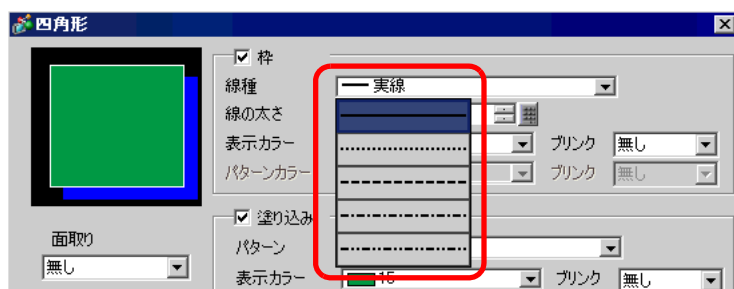 四角形
枠
線種 実線
線の太さ
表示カラー ブリンク 無し
パターンカラー ブリンク 無し
塗り込み
面取り
無し
パターン
表示カラー 15 ブリンク 無し